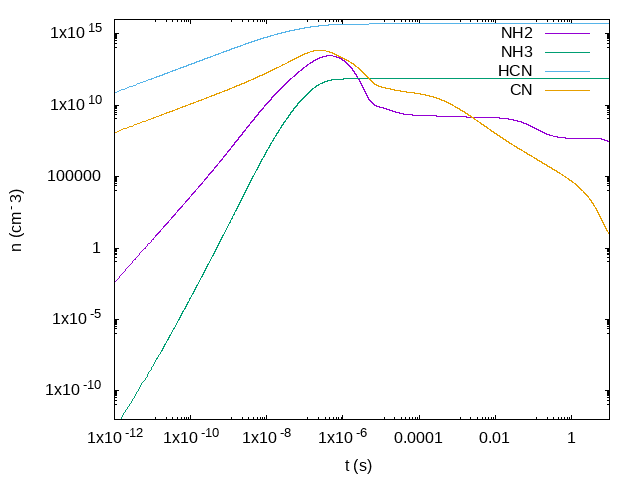 1x10^15
1x10^10
100000
1
1x10^-5
1x10^-10
n (cm^-3)
NH2
NH3
HCN
CN
1x10^-12 1x10^-10 1x10^-8 1x10^-6 0.0001 0.01 1
t (s)